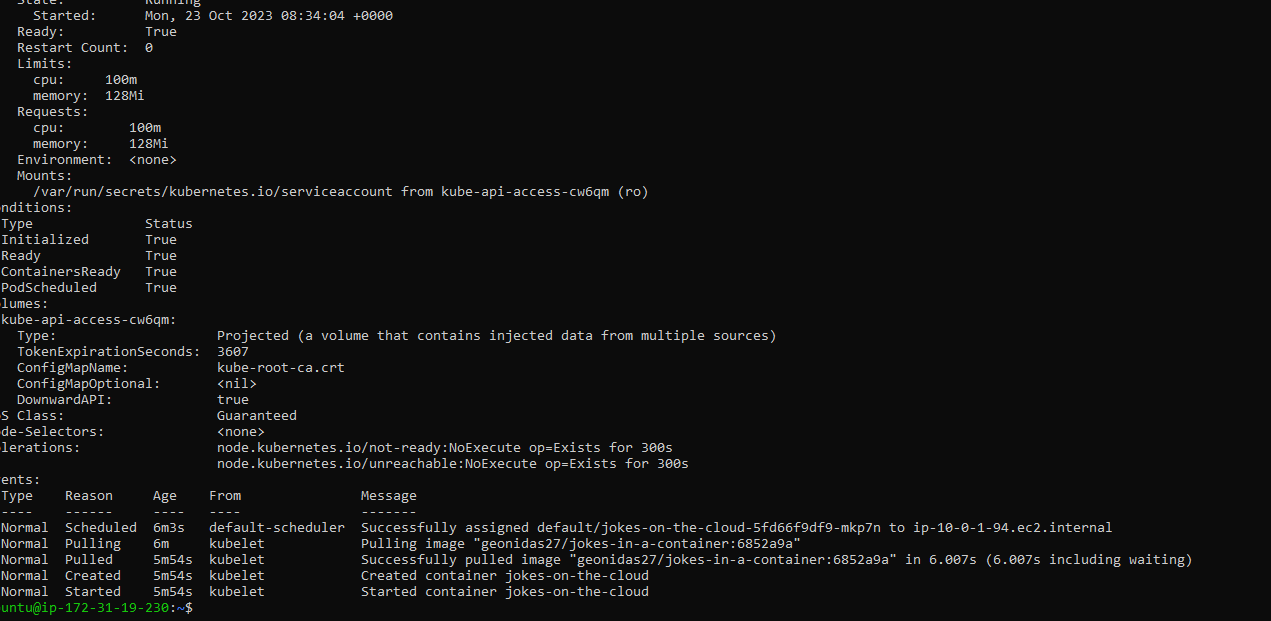 State:          Running
Started:      Mon, 23 Oct 2023 08:34:04 +0000
Ready:          True
Restart Count:  0
Limits:
cpu:     100m
memory:  128Mi
Requests:
cpu:        100m
memory:     128Mi
Environment:  <none>
Mounts:
/var/run/secrets/kubernetes.io/serviceaccount from kube-api-access-cw6qm (ro)
nditions:
Type              Status
Initialized       True
Ready             True
ContainersReady   True
PodScheduled      True
lumes:
kube-api-access-cw6qm:
Type:                    Projected (a volume that contains injected data from multiple sources)
TokenExpirationSeconds:  3607
ConfigMapName:           kube-root-ca.crt
ConfigMapOptional:       <nil>
DownwardAPI:             true
S Class:                   Guaranteed
de-Selectors:              <none>
lerations:                 node.kubernetes.io/not-ready:NoExecute op=Exists for 300s
node.kubernetes.io/unreachable:NoExecute op=Exists for 300s
ents:
Type    Reason     Age    From               Message
----    ------     ----   ----               -------
Normal  Scheduled  6m3s   default-scheduler  Successfully assigned default/jokes-on-the-cloud-5fd66f9df9-mkp7n to ip-10-0-1-94.ec2.internal
Normal  Pulling    6m     kubelet            Pulling image "geonidas27/jokes-in-a-container:6852a9a"
Normal  Pulled     5m54s  kubelet            Successfully pulled image "geonidas27/jokes-in-a-container:6852a9a" in 6.007s (6.007s including waiting)
Normal  Created    5m54s  kubelet            Created container jokes-on-the-cloud
Normal  Started    5m54s  kubelet            Started container jokes-on-the-cloud
untu@ip-172-31-19-230:~$